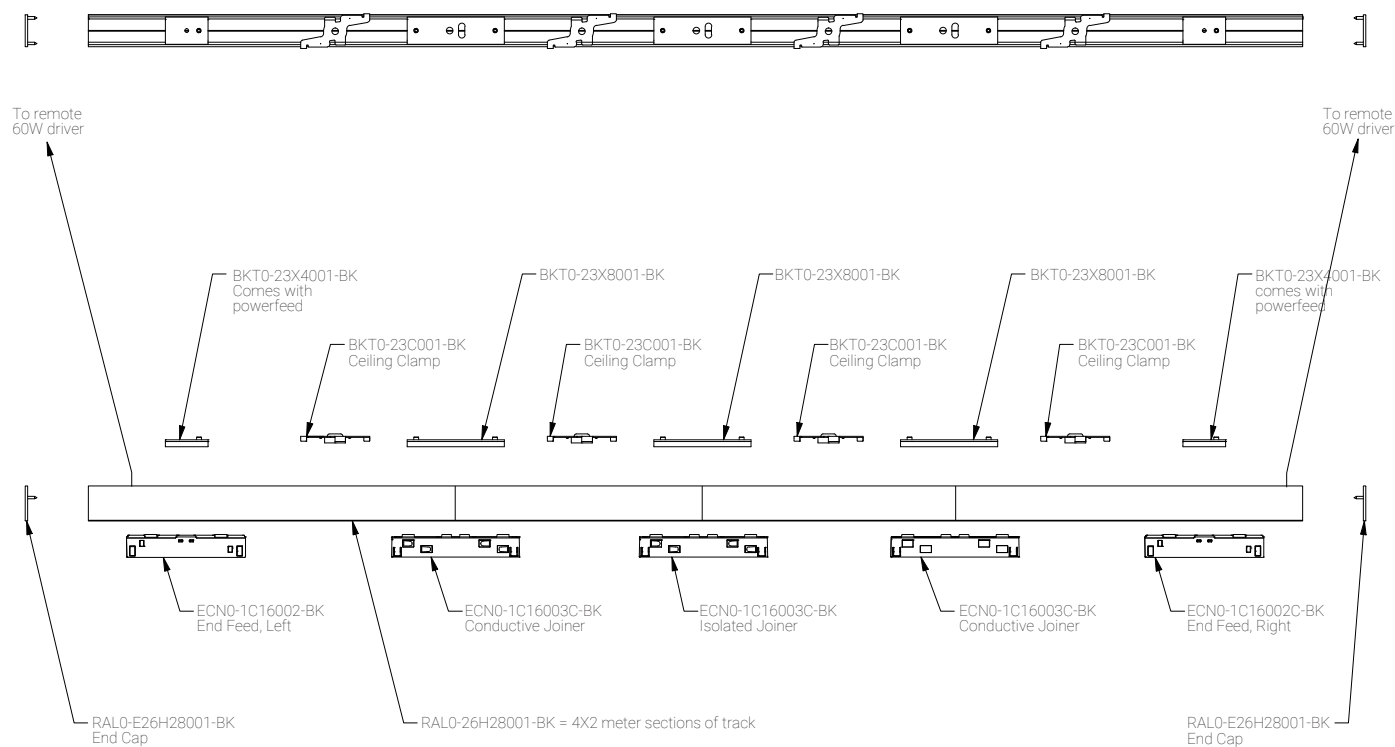 To remote
60W driver
To remote
60W driver
BKT0-23X4001-BK
Comes with
powerfeed
BKT0-23X8001-BK
BKT0-23X8001-BK
BKT0-23X8001-BK
BKT0-23X4001-BK
comes with
powerfeed
BKT0-23C001-BK
Ceiling Clamp
BKT0-23C001-BK
Ceiling Clamp
BKT0-23C001-BK
Ceiling Clamp
BKT0-23C001-BK
Ceiling Clamp
ECN0-1C16002-BK
End Feed, Left
ECN0-1C16003C-BK
Conductive Joiner
ECN0-1C16003C-BK
Isolated Joiner
ECN0-1C16003C-BK
Conductive Joiner
ECN0-1C16002C-BK
End Feed, Right
RAL0-E26H28001-BK
End Cap
RAL0-26H28001-BK = 4X2 meter sections of track
RAL0-E26H28001-BK
End Cap